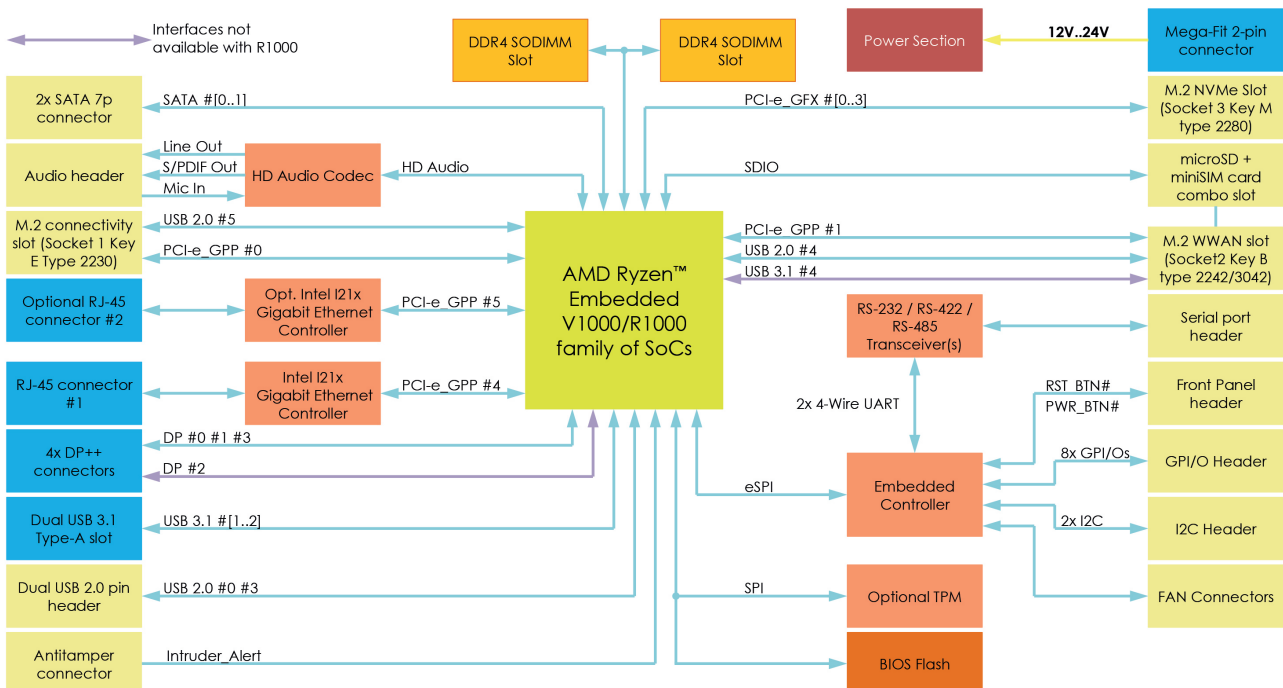 Interfaces not
available with R1000
DDR4 SODIMM
Slot
DDR4 SODIMM
Slot
Power Section
12V..24V
Mega-Fit 2-pin
connector
2x SATA 7p
connector
SATA #[0..1]
PCI-e_GFX #[0..3]
M.2 NVMe Slot
(Socket 3 Key M
type 2280)
Audio header
Line Out
S/PDIF Out
Mic In
HD Audio Codec
HD Audio
SDIO
microSD +
miniSIM card
combo slot
M.2 connectivity
slot (Socket 1 Key
E Type 2230)
USB 2.0 #5
PCI-e_GPP #0
AMD Ryzen™
Embedded
V1000/R1000
family of SoCs
PCI-e_GPP #1
USB 2.0 #4
USB 3.1 #4
M.2 WWAN slot
(Socket2 Key B
type 2242/3042)
Optional RJ-45
connector #2
Opt. Intel I21x
Gigabit Ethernet
Controller
PCI-e_GPP #5
RS-232 / RS-422 /
RS-485
Transceiver(s)
Serial port
header
RJ-45 connector
#1
Intel I21x
Gigabit Ethernet
Controller
PCI-e_GPP #4
2x 4-Wire UART
RST_BTN#
PWR_BTN#
Front Panel
header
4x DP++
connectors
DP #0 #1 #3
DP #2
eSPI
Embedded
Controller
8x GPI/Os
GPI/O Header
Dual USB 3.1
Type-A slot
USB 3.1 #[1..2]
2x I2C
I2C Header
Dual USB 2.0 pin
header
USB 2.0 #0 #3
SPI
Optional TPM
FAN Connectors
Antitamper
connector
Intruder_Alert
BIOS Flash